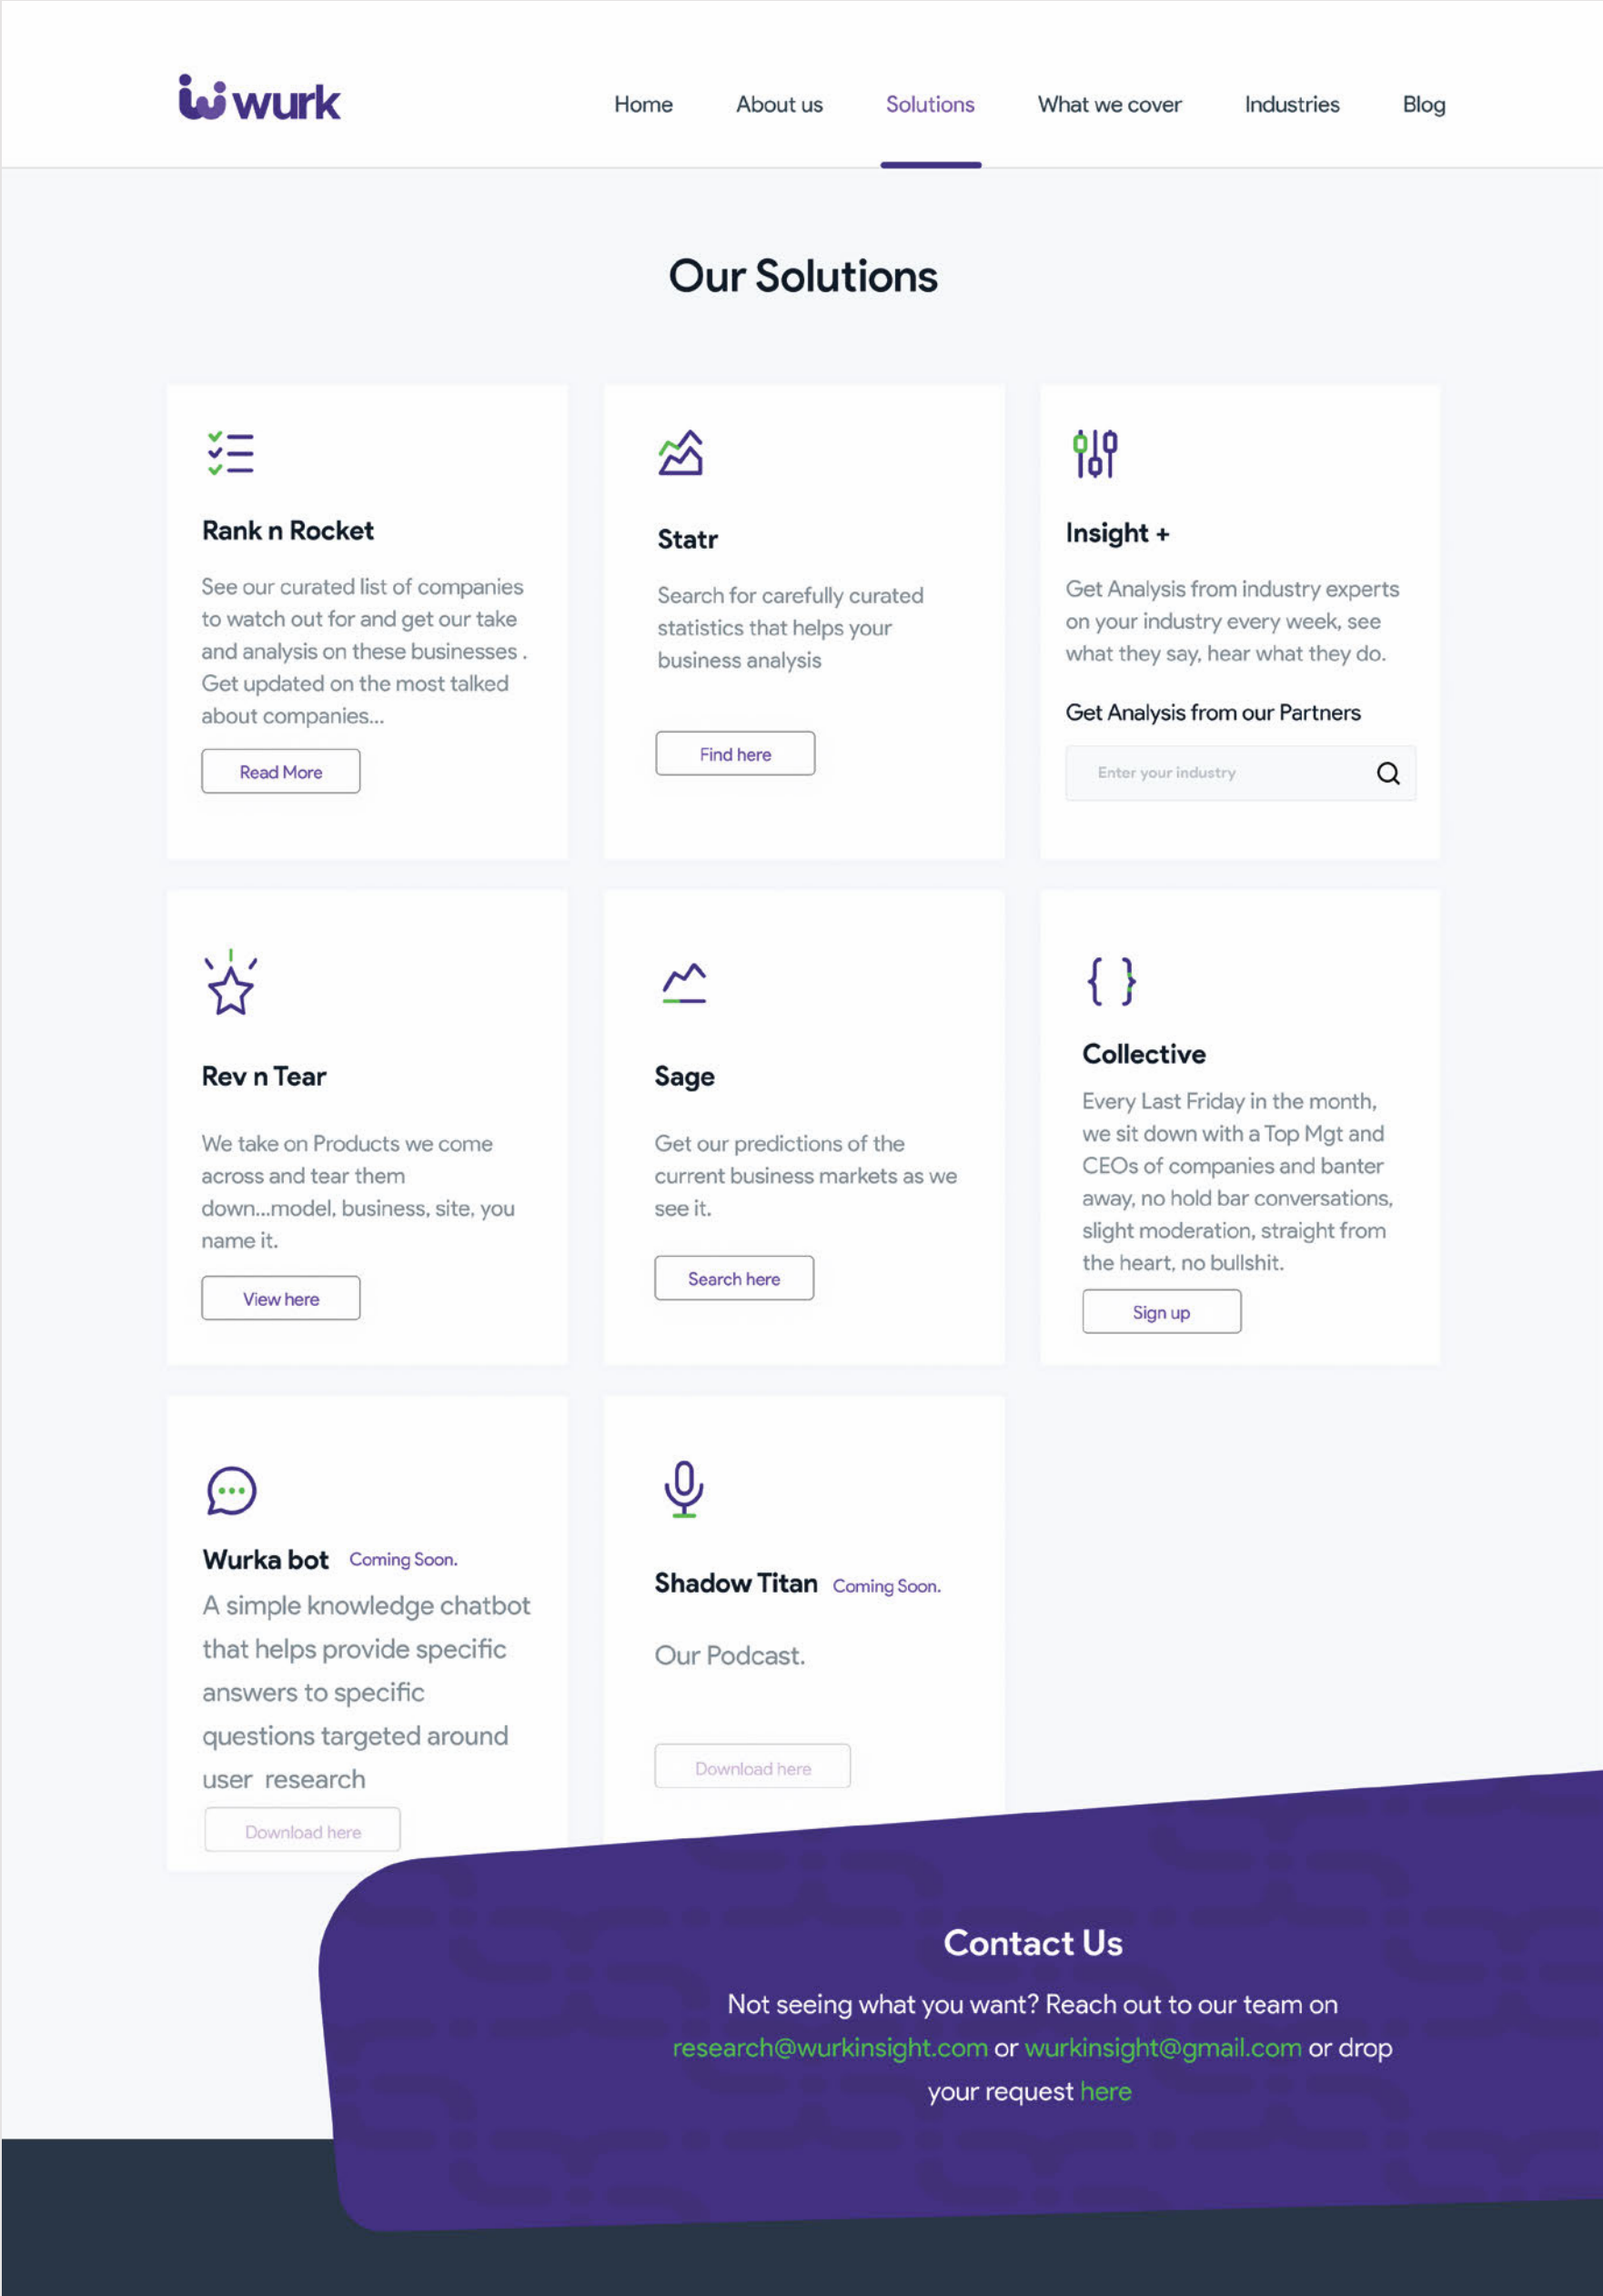 wurk
Home About us Solutions What we cover Industries Blog
Our Solutions
Rank n Rocket
See our curated list of companies
to watch out for and get our take
and analysis on these businesses .
Get updated on the most talked
about companies...
Read More
Statr
Search for carefully curated
statistics that helps your
business analysis
Find here
Insight +
Get Analysis from industry experts
on your industry every week, see
what they say, hear what they do.
Get Analysis from our Partners
Enter your industry
Rev n Tear
We take on Products we come
across and tear them
down...model, business, site, you
name it.
View here
Sage
Get our predictions of the
current business markets as we
see it.
Search here
Collective
Every Last Friday in the month,
we sit down with a Top Mgt and
CEOs of companies and banter
away, no hold bar conversations,
slight moderation, straight from
the heart, no bullshit.
Sign up
Wurka bot Coming Soon.
A simple knowledge chatbot
that helps provide specific
answers to specific
questions targeted around
user research
Download here
Shadow Titan Coming Soon.
Our Podcast.
Download here
Contact Us
Not seeing what you want? Reach out to our team on
research@wurkinsight.com or wurkinsight@gmail.com or drop
your request here